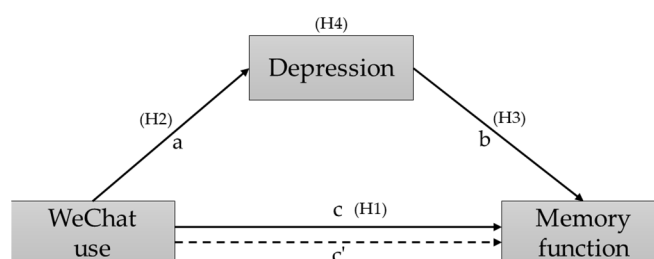 (H4)
Depression
(H2)
a
(H3)
b
WeChat
use
c (H1)
c'
Memory
function